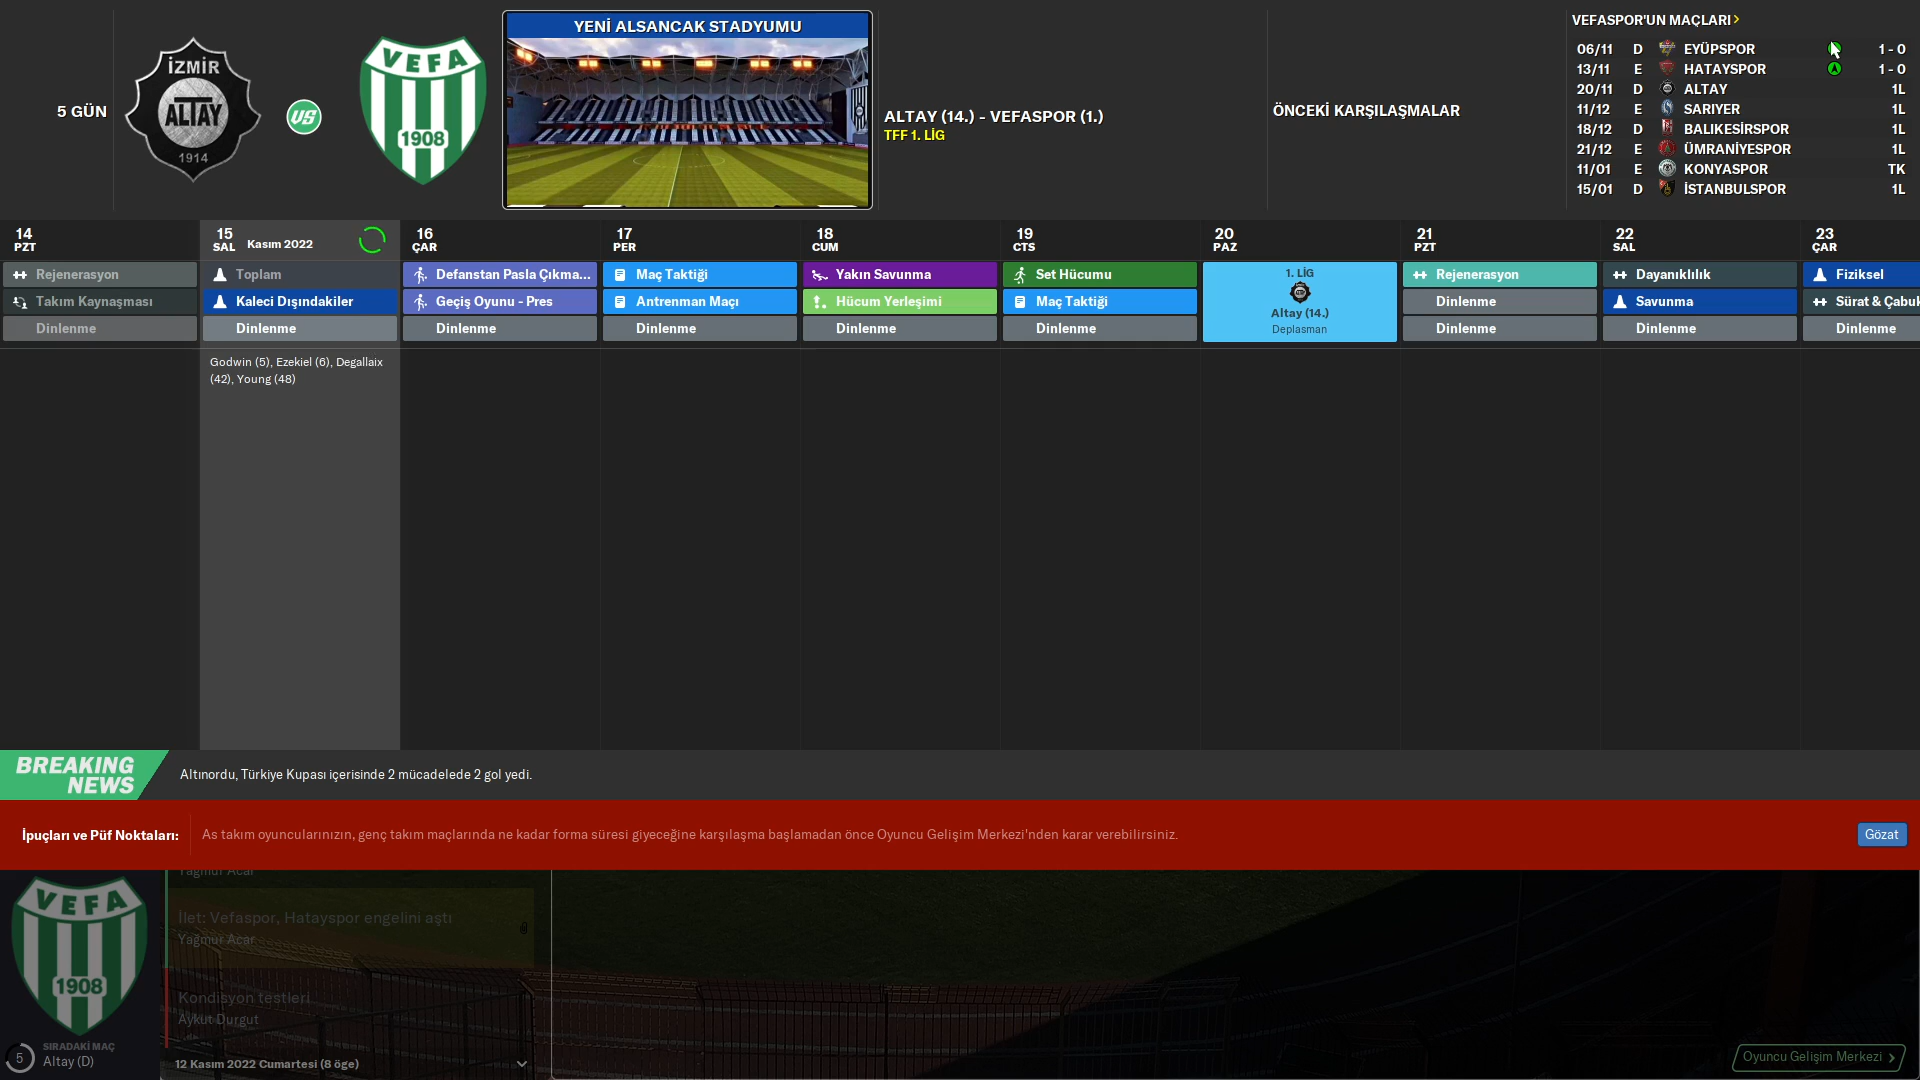 5 GÜN
İZMİR
ALTAY
1914
VS
VEFA
1908
YENİ ALSANCAK STADYUMU
ALTAY (14.) - VEFASPOR (1.)
TFF 1. LİG
ÖNCEKİ KARŞILAŞMALAR
VEFASPOR'UN MAÇLARI
06/11 D EYÜPSPOR 1 - 0
13/11 E HATAYSPOR 1 - 0
20/11 D ALTAY 1L
11/12 E SARIYER 1L
18/12 D BALIKESİRSPOR 1L
21/12 E ÜMRANİYESPOR 1L
11/01 E KONYASPOR TK
15/01 D İSTANBULSPOR 1L
14 PZT
Rejenerasyon
Takım Kaynaşması
Dinlenme
15 SAL Kasım 2022
Toplam
Kaleci Dışındakiler
Dinlenme
Godwin (5), Ezekiel (6), Degallaix
(42), Young (48)
16 ÇAR
Defanstan Pasla Çıkma...
Geçiş Oyunu - Pres
Dinlenme
17 PER
Maç Taktiği
Antrenman Maçı
Dinlenme
18 CUM
Yakın Savunma
Hücum Yerleşimi
Dinlenme
19 CTS
Set Hücumu
Maç Taktiği
Dinlenme
20 PAZ
1. LİG
Altay (14.)
Deplasman
21 PZT
Rejenerasyon
Dinlenme
Dinlenme
22 SAL
Dayanıklılık
Savunma
Dinlenme
23 ÇAR
Fiziksel
Sürat & Çabuk
Dinlenme
BREAKING
NEWS
Altınordu, Türkiye Kupası içerisinde 2 mücadelede 2 gol yedi.
İpuçları ve Püf Noktaları:
As takım oyuncularınızın, genç takım maçlarında ne kadar forma süresi giyeceğine karşılaşma başlamadan önce Oyuncu Gelişim Merkezi'nden karar verebilirsiniz.
Gözat
Yağmur Acar
İlet: Vefaspor, Hatayspor engelini aştı
Yağmur Acar
Kondisyon testleri
Aykut Durgut
VEFA
1908
5
SIRADAKİ MAÇ
Altay (D)
12 Kasım 2022 Cumartesi (8 öge)
Oyuncu Gelişim Merkezi